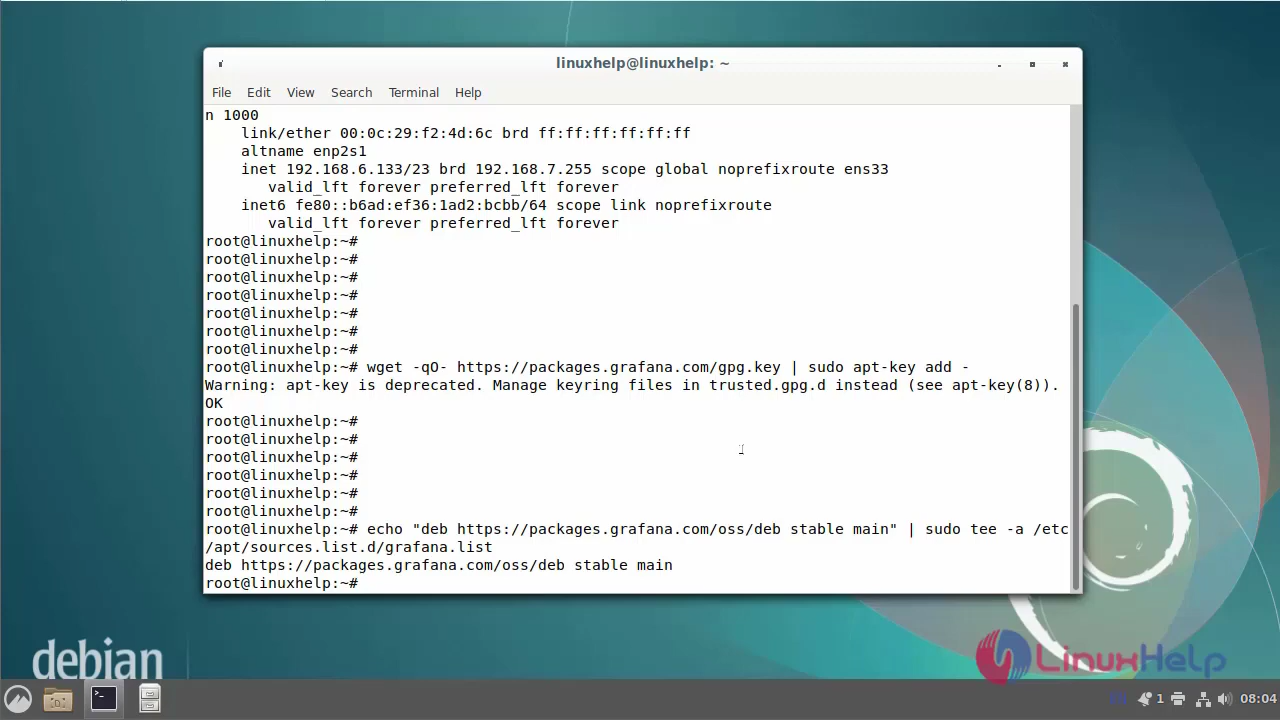 linuxhelp@linuxhelp: ~
File Edit View Search Terminal Help
n 1000
link/ether 00:0c:29:f2:4d:6c brd ff:ff:ff:ff:ff:ff
altname enp2s1
inet 192.168.6.133/23 brd 192.168.7.255 scope global noprefixroute ens33
valid_lft forever preferred_lft forever
inet6 fe80::b6ad:ef36:1ad2:bcbb/64 scope link noprefixroute
valid_lft forever preferred_lft forever
root@linuxhelp:~#
root@linuxhelp:~#
root@linuxhelp:~#
root@linuxhelp:~#
root@linuxhelp:~#
root@linuxhelp:~#
root@linuxhelp:~#
root@linuxhelp:~# wget -qO- https://packages.grafana.com/gpg.key | sudo apt-key add -
Warning: apt-key is deprecated. Manage keyring files in trusted.gpg.d instead (see apt-key(8)).
OK
root@linuxhelp:~#
root@linuxhelp:~#
root@linuxhelp:~#
root@linuxhelp:~#
root@linuxhelp:~#
root@linuxhelp:~#
root@linuxhelp:~# echo "deb https://packages.grafana.com/oss/deb stable main" | sudo tee -a /etc
/apt/sources.list.d/grafana.list
deb https://packages.grafana.com/oss/deb stable main
root@linuxhelp:~#
debian
LinuxHelp
1 08:04